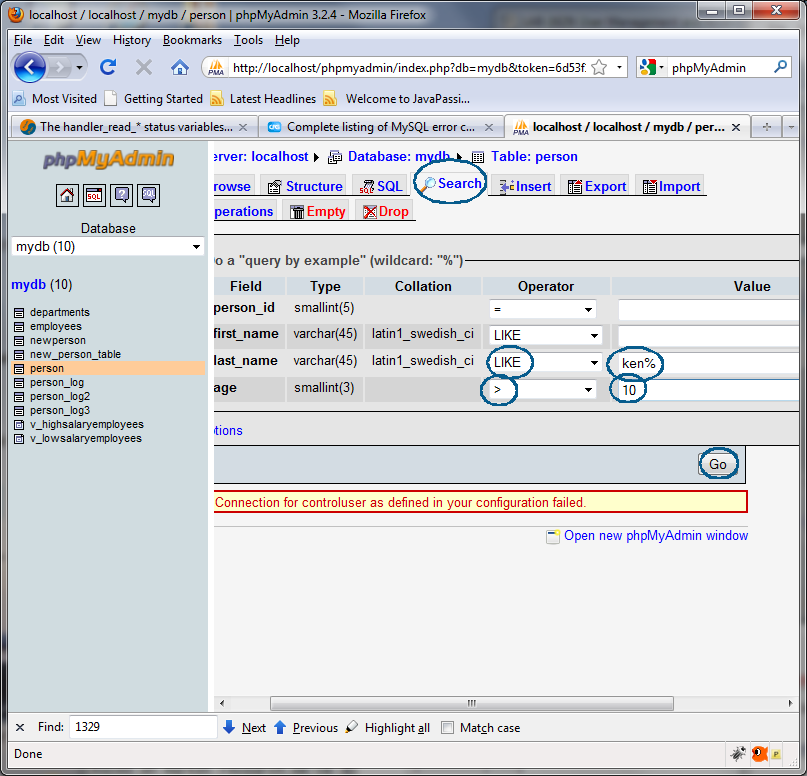 localhost / localhost / mydb / person | phpMyAdmin 3.2.4 - Mozilla Firefox
File Edit View History Bookmarks Tools Help
PMA http://localhost/phpmyadmin/index.php?db=mydb&token=6d53f phpMyAdmin
Most Visited Getting Started Latest Headlines Welcome to JavaPassi...
The handler_read_* status variables... Complete listing of MySQL error c... PMA localhost / localhost / mydb / per...
phpMyAdmin
SQL
Database
mydb (10)
mydb (10)
departments
employees
newperson
new_person_table
person
person_log
person_log2
person_log3
v_highsalaryemployees
v_lowsalaryemployees
erver: localhost Database: mydb Table: person
rowse Structure SQL Search Insert Export Import
perations Empty Drop
o a "query by example" (wildcard: "%")
Field Type Collation Operator Value
person_id smallint(5) =
first_name varchar(45) latin1_swedish_ci LIKE
last_name varchar(45) latin1_swedish_ci LIKE ken%
age smallint(3) > 10
tions
Go
Connection for controluser as defined in your configuration failed.
Open new phpMyAdmin window
Find: 1329 Next Previous Highlight all Match case
Done